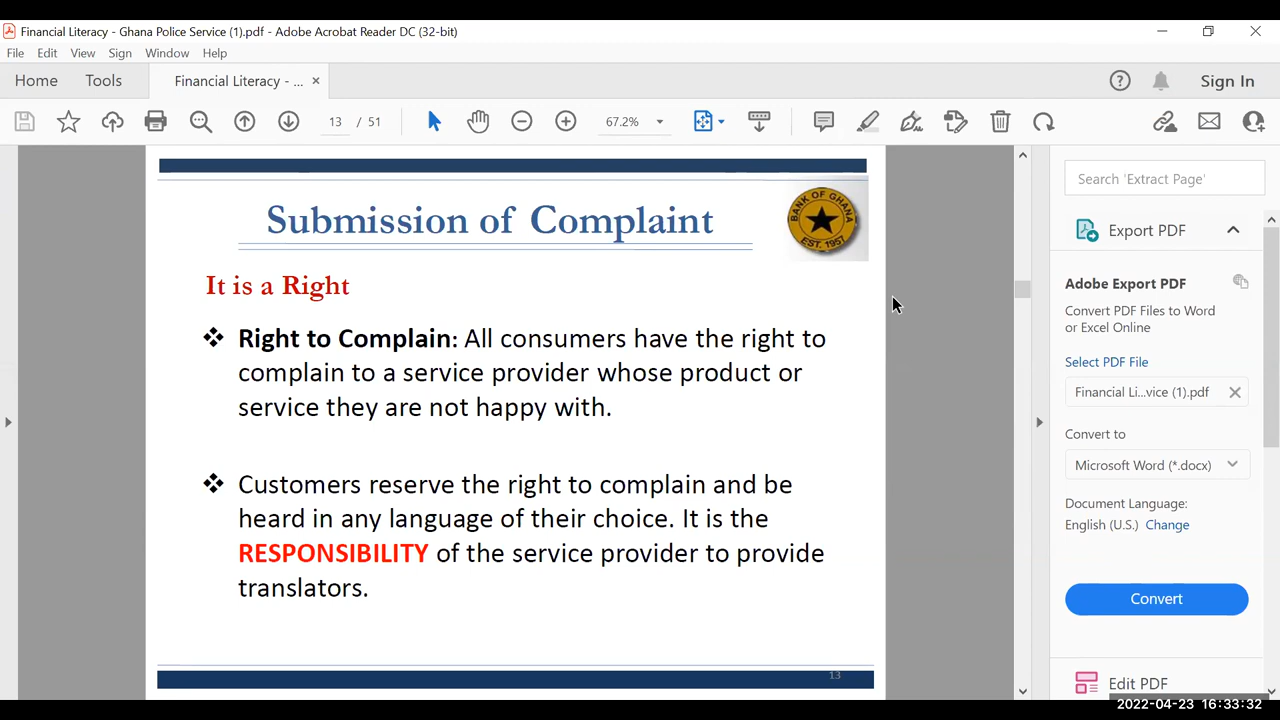 Financial Literacy - Ghana Police Service (1).pdf - Adobe Acrobat Reader DC (32-bit)
File Edit View Sign Window Help
Home Tools Financial Literacy - ... × Sign In
13 / 51 67.2%
Submission of Complaint
BANK OF GHANA
EST. 1957
It is a Right
❖ Right to Complain: All consumers have the right to
complain to a service provider whose product or
service they are not happy with.
❖ Customers reserve the right to complain and be
heard in any language of their choice. It is the
RESPONSIBILITY of the service provider to provide
translators.
13
Search 'Extract Page'
Export PDF
Adobe Export PDF
Convert PDF Files to Word
or Excel Online
Select PDF File
Financial Li...vice (1).pdf
Convert to
Microsoft Word (*.docx)
Document Language:
English (U.S.) Change
Convert
Edit PDF
2022-04-23 16:33:32